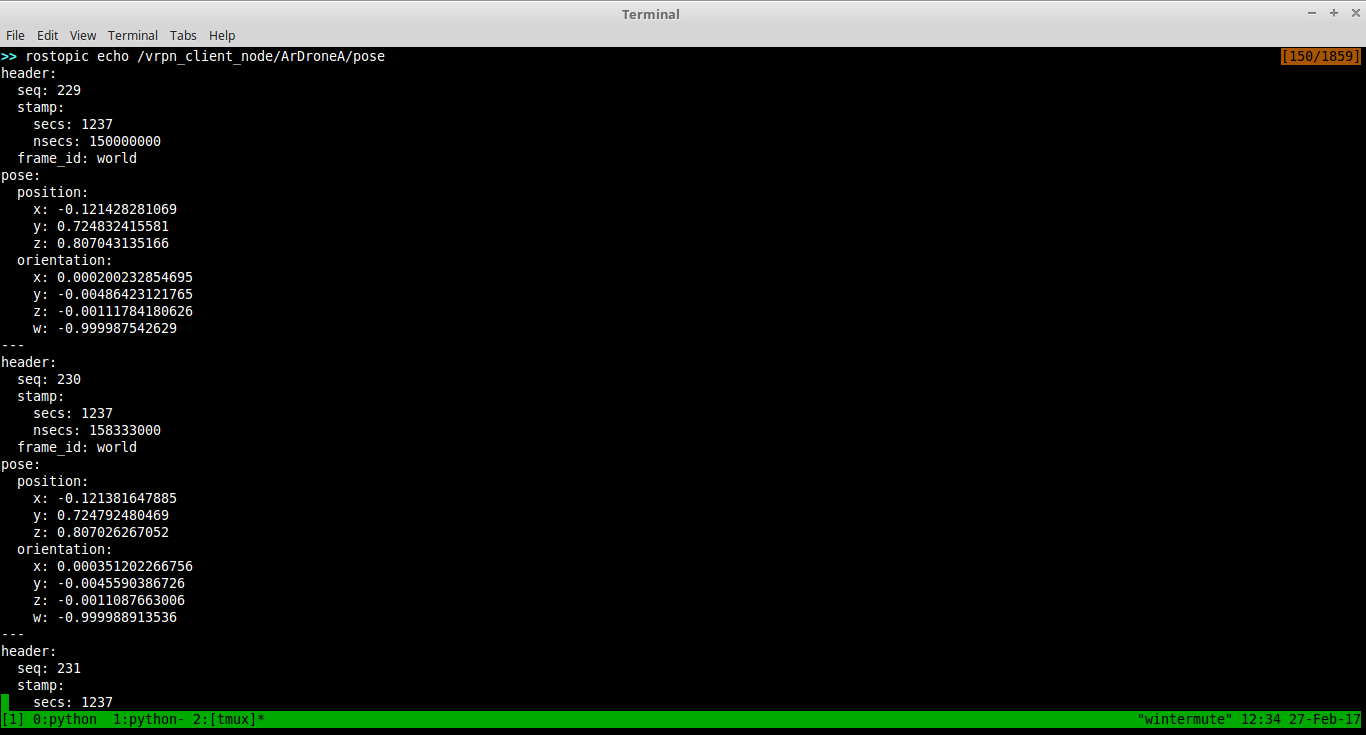 Terminal
File Edit View Terminal Tabs Help
>> rostopic echo /vrpn_client_node/ArDroneA/pose [150/1859]
header:
  seq: 229
  stamp:
    secs: 1237
    nsecs: 150000000
  frame_id: world
pose:
  position:
    x: -0.121428281069
    y: 0.724832415581
    z: 0.807043135166
  orientation:
    x: 0.000200232854695
    y: -0.00486423121765
    z: -0.00111784180626
    w: -0.999987542629
---
header:
  seq: 230
  stamp:
    secs: 1237
    nsecs: 158333000
  frame_id: world
pose:
  position:
    x: -0.121381647885
    y: 0.724792480469
    z: 0.807026267052
  orientation:
    x: 0.000351202266756
    y: -0.0045590386726
    z: -0.0011087663006
    w: -0.999988913536
---
header:
  seq: 231
  stamp:
    secs: 1237
[1] 0:python  1:python- 2:[tmux]* "wintermute" 12:34 27-Feb-17